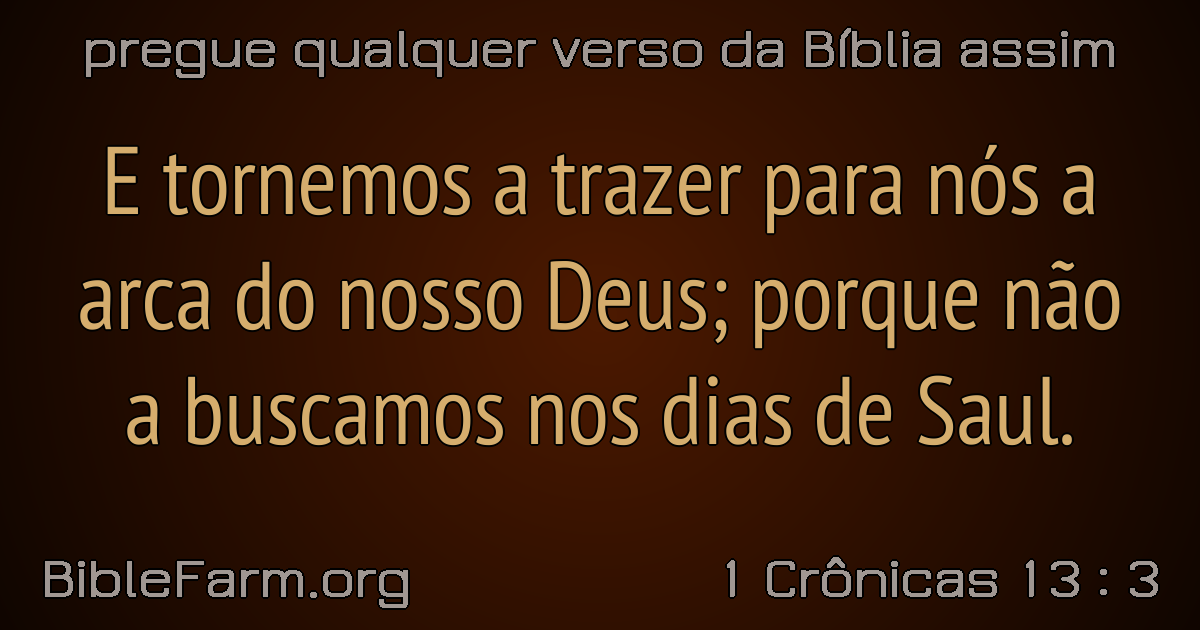 pregue qualquer verso da Bíblia assim
E tornemos a trazer para nós a
arca do nosso Deus; porque não
a buscamos nos dias de Saul.
BibleFarm.org
1 Crônicas 13 : 3